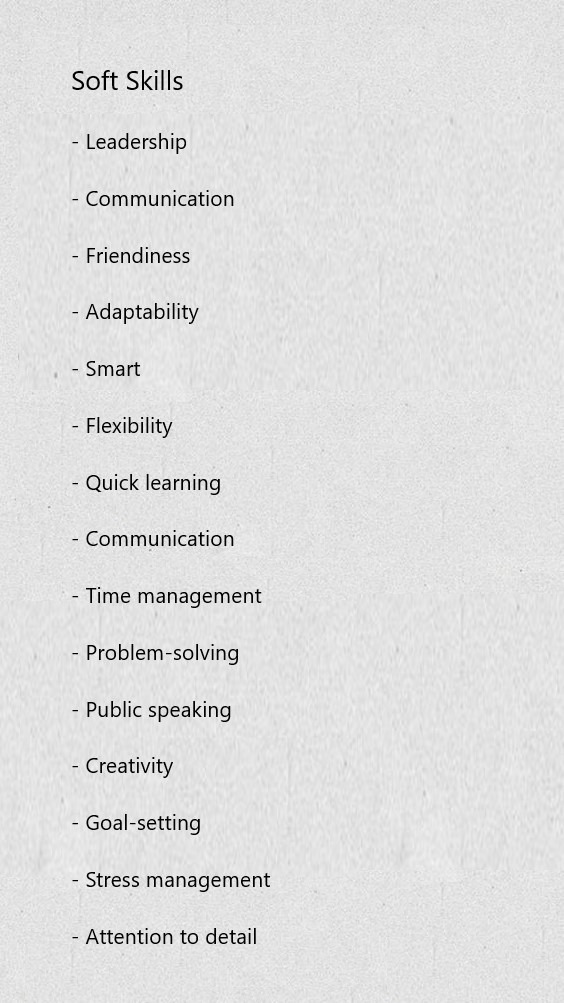 Soft Skills
- Leadership
- Communication
- Friendiness
- Adaptability
- Smart
- Flexibility
- Quick learning
- Communication
- Time management
- Problem-solving
- Public speaking
- Creativity
- Goal-setting
- Stress management
- Attention to detail